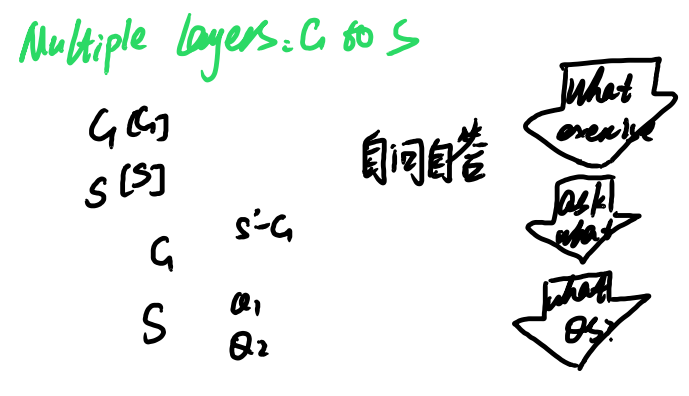 Multiple Layers: G to S
G [G]
S [S]
G
S
S'-G
Q1
Q2
自问自答
What
exercise
ask
what
what
Qs?